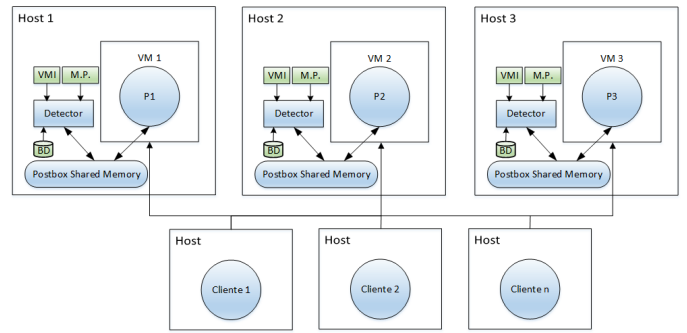 Host 1
VM 1
VMI
M.P.
P1
Detector
BD
Postbox Shared Memory
Host 2
VM 2
VMI
M.P.
P2
Detector
BD
Postbox Shared Memory
Host 3
VM 3
VMI
M.P.
P3
Detector
BD
Postbox Shared Memory
Host
Cliente 1
Host
Cliente 2
Host
Cliente n